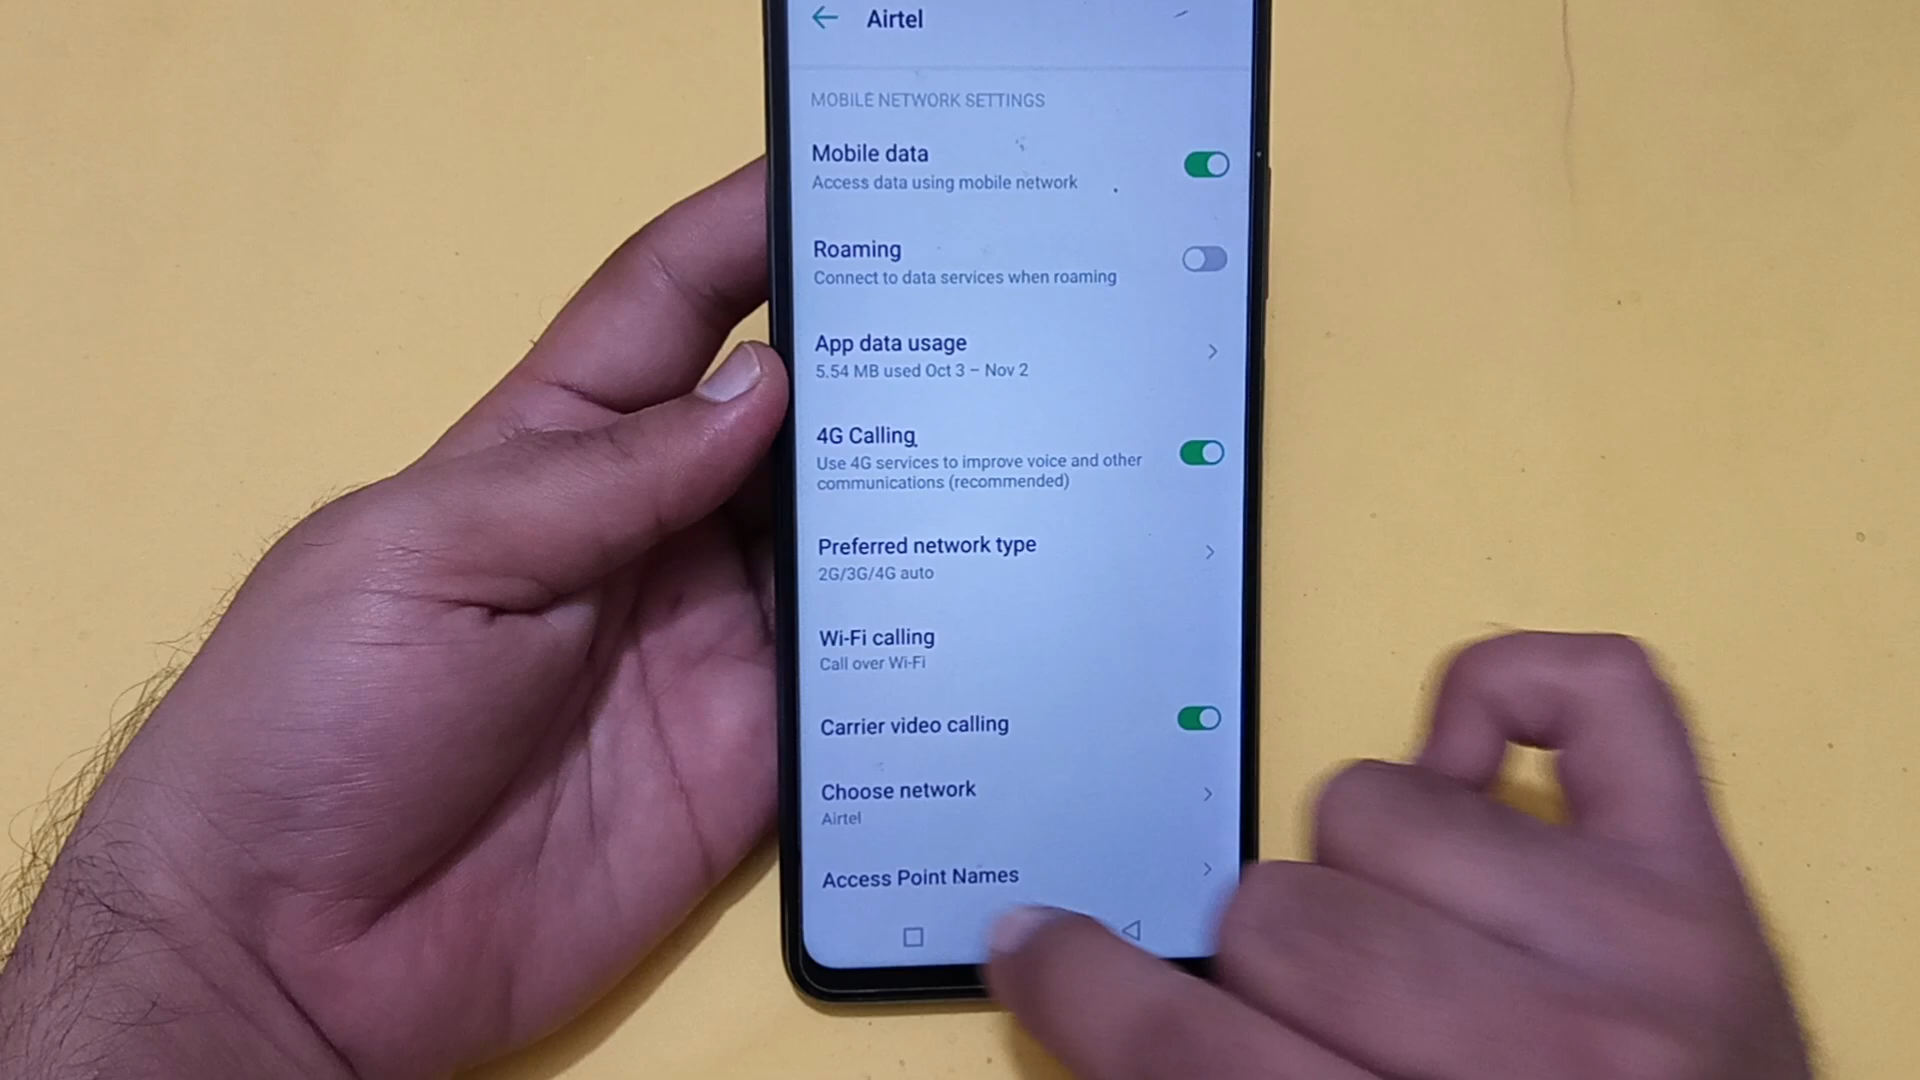 Airtel
MOBILE NETWORK SETTINGS
Mobile data
Access data using mobile network
Roaming
Connect to data services when roaming
App data usage
5.54 MB used Oct 3 – Nov 2
4G Calling
Use 4G services to improve voice and other
communications (recommended)
Preferred network type
2G/3G/4G auto
Wi-Fi calling
Call over Wi-Fi
Carrier video calling
Choose network
Airtel
Access Point Names